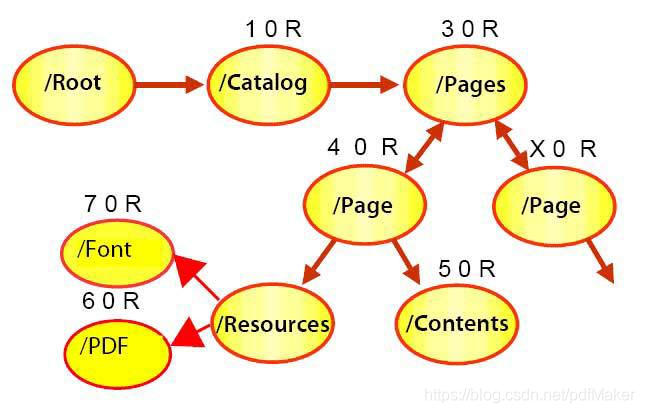 1 0 R
3 0 R
/Root
/Catalog
/Pages
4 0 R
X 0 R
/Page
/Page
7 0 R
/Font
5 0 R
6 0 R
/Resources
/Contents
/PDF
https://blog.csdn.net/pdfMaker